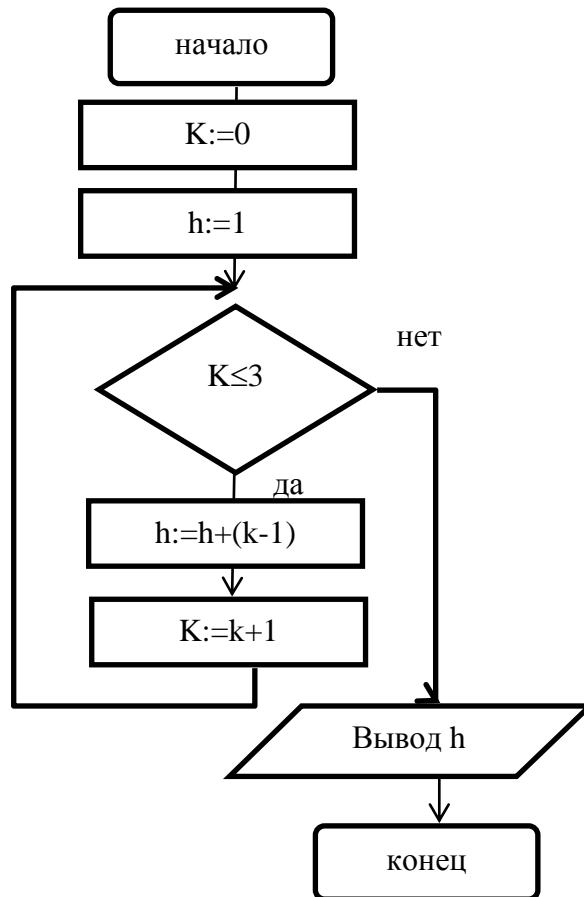 начало
K:=0
h:=1
нет
K≤3
да
h:=h+(k-1)
K:=k+1
Вывод h
конец